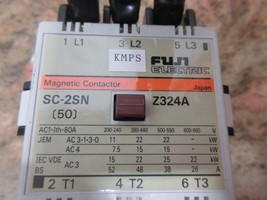 1 L1 3 L2 5 L3
KMPS
FUJI ELECTRIC
Magnetic Contactor Japan
SC-2SN Z324A
[50]
AC1-Ith-80A 200-240 380-440 500-550 600-660 V
JEM AC 3-1-3-0 11 22 22 - kW
AC 4 7.5 15 15 - kW
IEC VDE AC 3 15 22 25 22 kW
BS 52 48 38 26 A
2 T1 4 T2 6 T3